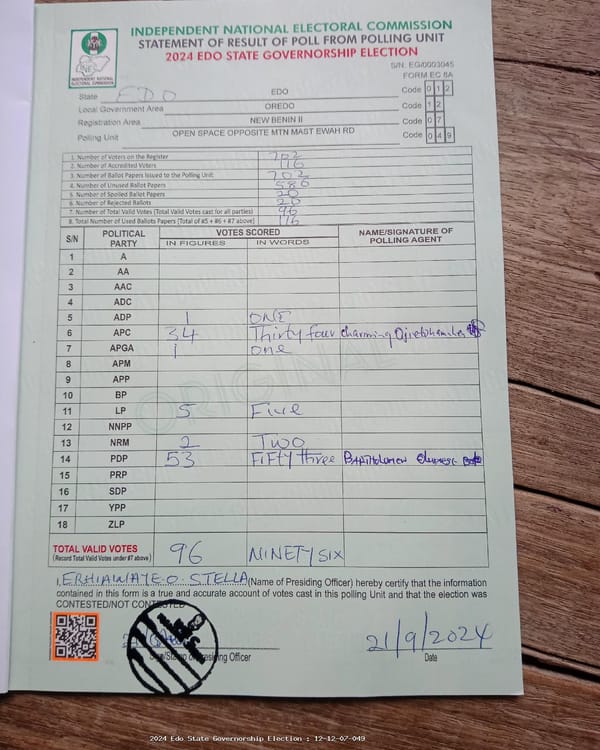 INDEPENDENT NATIONAL ELECTORAL COMMISSION
STATEMENT OF RESULT OF POLL FROM POLLING UNIT
2024 EDO STATE GOVERNORSHIP ELECTION
S/N: EG/0003045
FORM EC 8A
INDEPENDENT NATIONAL ELECTORAL COMMISSION
State EDO EDO Code 0 1 2
Local Government Area OREDO Code 1 2
Registration Area NEW BENIN II Code 0 7
Polling Unit OPEN SPACE OPPOSITE MTN MAST EWAH RD Code 0 4 9
1. Number of Voters on the Register 702
2. Number of Accredited Voters 116
3. Number of Ballot Papers Issued to the Polling Unit 702
4. Number of Unused Ballot Papers 586
5. Number of Spoiled Ballot Papers 20
6. Number of Rejected Ballots 20
7. Number of Total Valid Votes (Total Valid Votes cast for all parties) 96
8. Total Number of Used Ballots Papers (Total of #5 + #6 + #7 above) 116
S/N POLITICAL PARTY VOTES SCORED NAME/SIGNATURE OF POLLING AGENT
IN FIGURES IN WORDS
1 A
2 AA
3 AAC
4 ADC
5 ADP 1 ONE
6 APC 34 Thirty four charming
7 APGA 1 one
8 APM
9 APP
10 BP
11 LP 5 Five
12 NNPP
13 NRM 2 Two
14 PDP 53 Fifty three Bartholomew
15 PRP
16 SDP
17 YPP
18 ZLP
ORIGINAL
TOTAL VALID VOTES 96 NINETY SIX
(Record Total Valid Votes under #7 above)
I, ERHIAWAYE O. STELLA (Name of Presiding Officer) hereby certify that the information
contained in this form is a true and accurate account of votes cast in this polling Unit and that the election was
CONTESTED/NOT CONTESTED
21/9/2024
Presiding Officer Date
2024 Edo State Governorship Election : 12-12-07-049